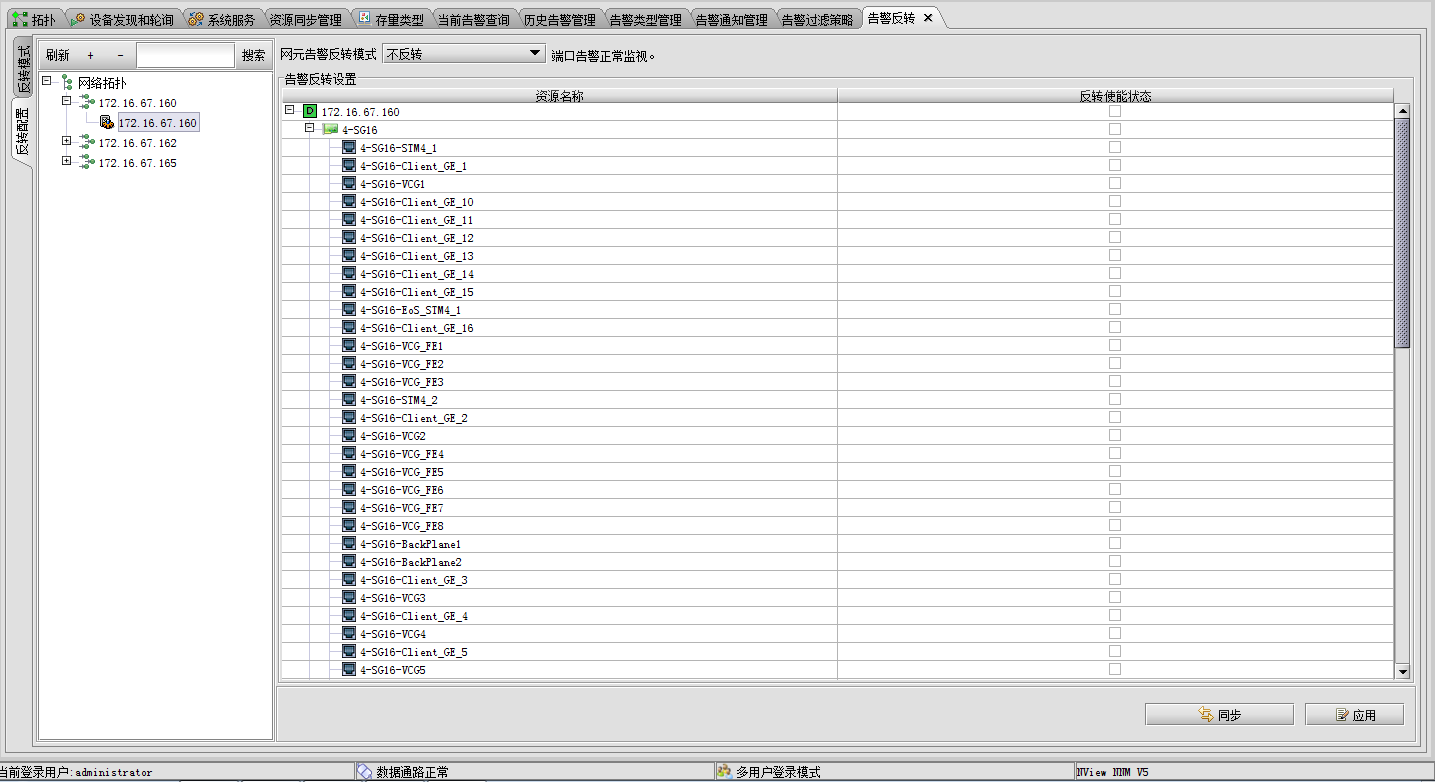 拓扑 设备发现和轮询 系统服务 资源同步管理 存量类型 当前告警查询 历史告警管理 告警类型管理 告警通知管理 告警过滤策略 告警反转
反转模式
反转配置
刷新 + - 搜索
网络拓扑
172.16.67.160
172.16.67.160
172.16.67.162
172.16.67.165
网元告警反转模式 不反转 端口告警正常监视。
告警反转设置
资源名称 反转使能状态
D 172.16.67.160
4-SG16
4-SG16-STM4_1
4-SG16-Client_GE_1
4-SG16-VCG1
4-SG16-Client_GE_10
4-SG16-Client_GE_11
4-SG16-Client_GE_12
4-SG16-Client_GE_13
4-SG16-Client_GE_14
4-SG16-Client_GE_15
4-SG16-EoS_STM4_1
4-SG16-Client_GE_16
4-SG16-VCG_FE1
4-SG16-VCG_FE2
4-SG16-VCG_FE3
4-SG16-STM4_2
4-SG16-Client_GE_2
4-SG16-VCG2
4-SG16-VCG_FE4
4-SG16-VCG_FE5
4-SG16-VCG_FE6
4-SG16-VCG_FE7
4-SG16-VCG_FE8
4-SG16-BackPlane1
4-SG16-BackPlane2
4-SG16-Client_GE_3
4-SG16-VCG3
4-SG16-Client_GE_4
4-SG16-VCG4
4-SG16-Client_GE_5
4-SG16-VCG5
同步 应用
当前登录用户:administrator 数据通路正常 多用户登录模式 NView NNM V5